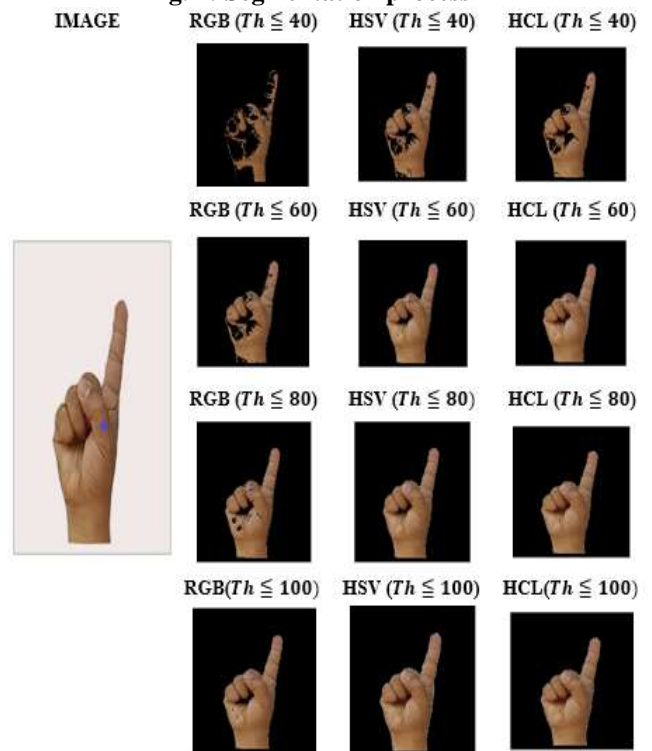 IMAGE RGB (Th ≦ 40) HSV (Th ≦ 40) HCL (Th ≦ 40)
RGB (Th ≦ 60) HSV (Th ≦ 60) HCL (Th ≦ 60)
RGB (Th ≦ 80) HSV (Th ≦ 80) HCL (Th ≦ 80)
RGB(Th ≦ 100) HSV (Th ≦ 100) HCL(Th ≦ 100)